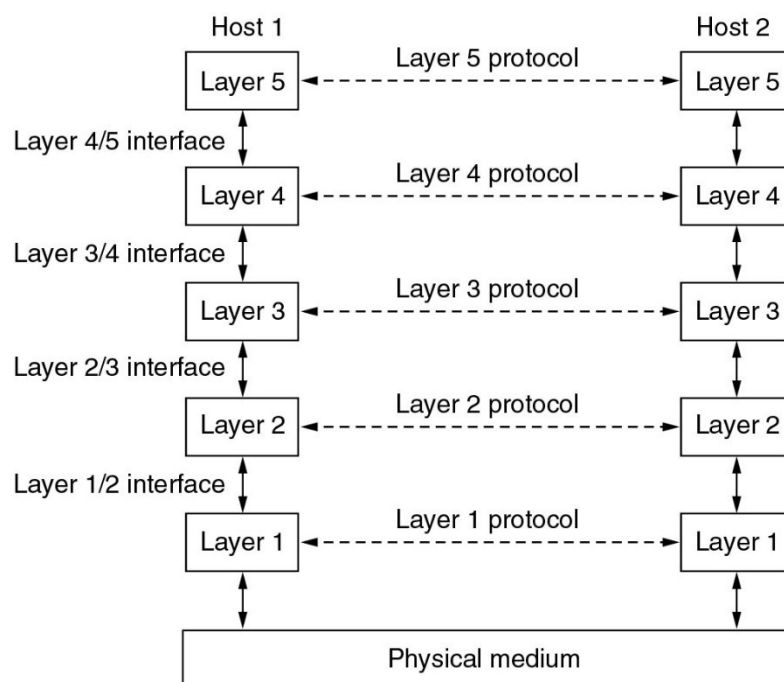 Host 1
Host 2
Layer 5 protocol
Layer 5
Layer 5
Layer 4/5 interface
Layer 4 protocol
Layer 4
Layer 4
Layer 3/4 interface
Layer 3 protocol
Layer 3
Layer 3
Layer 2/3 interface
Layer 2 protocol
Layer 2
Layer 2
Layer 1/2 interface
Layer 1 protocol
Layer 1
Layer 1
Physical medium